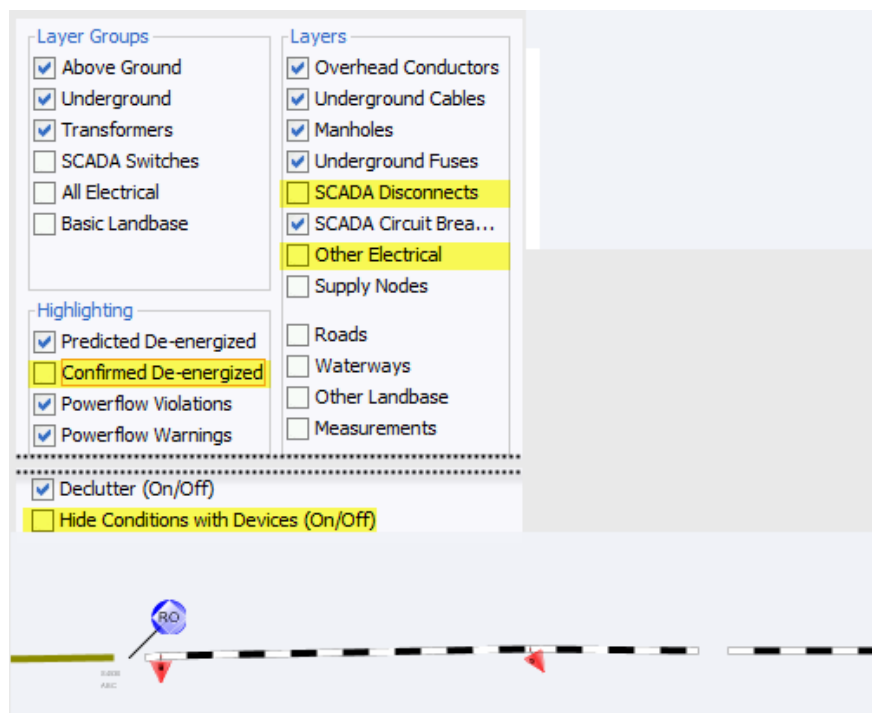 Layer Groups
Above Ground
Underground
Transformers
SCADA Switches
All Electrical
Basic Landbase
Highlighting
Predicted De-energized
Confirmed De-energized
Powerflow Violations
Powerflow Warnings
Layers
Overhead Conductors
Underground Cables
Manholes
Underground Fuses
SCADA Disconnects
SCADA Circuit Brea...
Other Electrical
Supply Nodes
Roads
Waterways
Other Landbase
Measurements
Declutter (On/Off)
Hide Conditions with Devices (On/Off)
RO
ABC